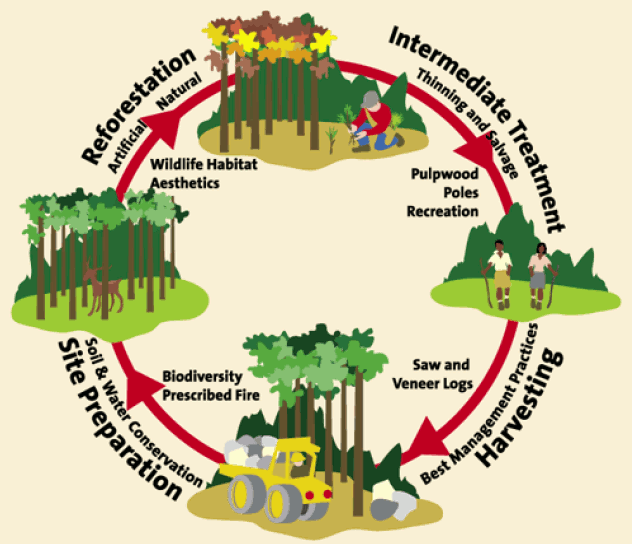 Reforestation
Artificial Natural
Wildlife Habitat
Aesthetics
Intermediate Treatment
Thinning and Salvage
Pulpwood
Poles
Recreation
Harvesting
Best Management Practices
Saw and
Veneer Logs
Site Preparation
Soil & Water Conservation
Biodiversity
Prescribed Fire